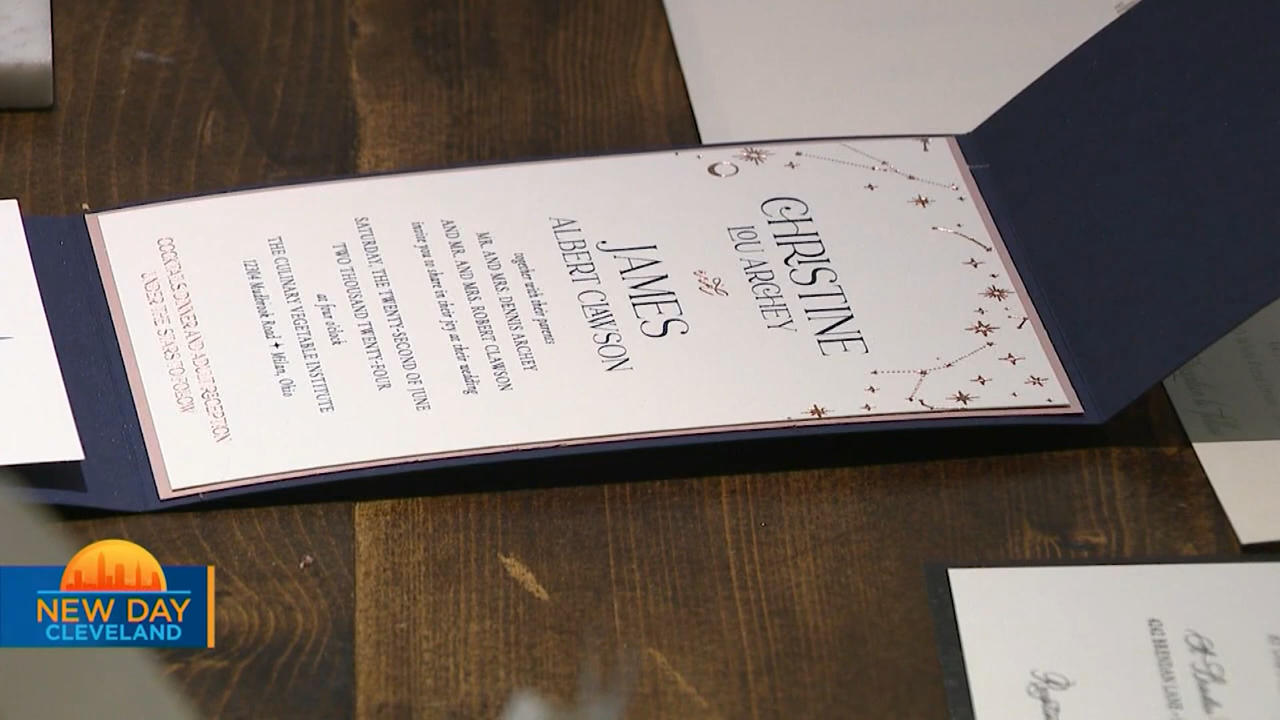 CHRISTINE
LOU ARCHEY
JAMES
ALBERT CLAWSON
together with their parents
MR. AND MRS. DENNIS ARCHEY
AND MR. AND MRS. ROBERT CLAWSON
invite you to share in their joy at their wedding
SATURDAY, THE TWENTY-SECOND OF JUNE
TWO THOUSAND TWENTY-FOUR
at four o'clock
THE CULINARY VEGETABLE INSTITUTE
12304 Mudbrook Road ✦ Milan, Ohio
COCKTAILS, DINNER AND ADULT RECEPTION
UNDER THE STARS TO FOLLOW
NEW DAY
CLEVELAND
BRENDAN LANE